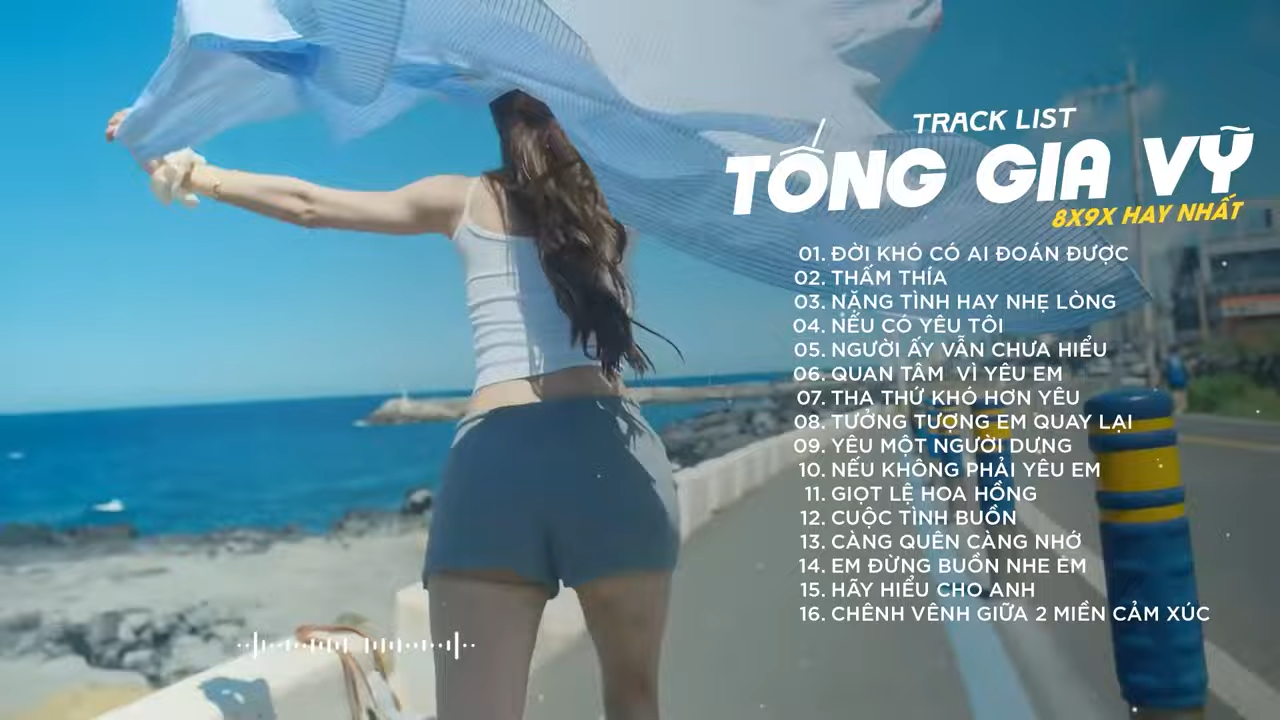 TRACK LIST
TỐNG GIA VỸ
8X9X HAY NHẤT
01. ĐỜI KHÓ CÓ AI ĐOÁN ĐƯỢC
02. THẤM THÍA
03. NẶNG TÌNH HAY NHẸ LÒNG
04. NẾU CÓ YÊU TÔI
05. NGƯỜI ẤY VẪN CHƯA HIỂU
06. QUAN TÂM VÌ YÊU EM
07. THA THỨ KHÓ HƠN YÊU
08. TƯỞNG TƯỢNG EM QUAY LẠI
09. YÊU MỘT NGƯỜI DƯNG
10. NẾU KHÔNG PHẢI YÊU EM
11. GIỌT LỆ HOA HỒNG
12. CUỘC TÌNH BUỒN
13. CÀNG QUÊN CÀNG NHỚ
14. EM ĐỪNG BUỒN NHE EM
15. HÃY HIỂU CHO ANH
16. CHÊNH VÊNH GIỮA 2 MIỀN CẢM XÚC